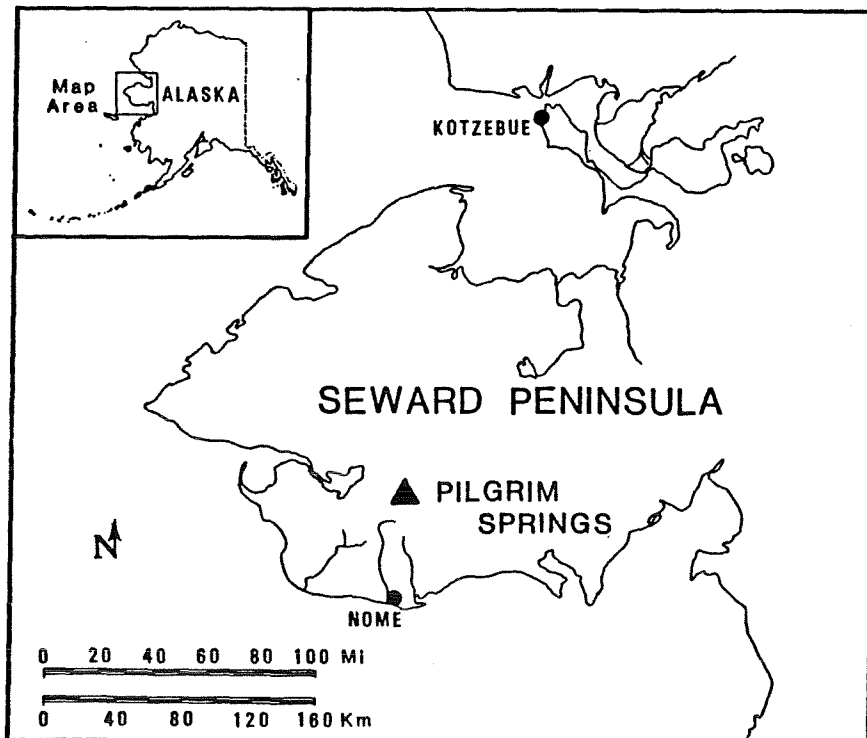 Map
Area
ALASKA
KOTZEBUE
SEWARD PENINSULA
PILGRIM
SPRINGS
N
NOME
0 20 40 60 80 100 Mi
0 40 80 120 160 Km